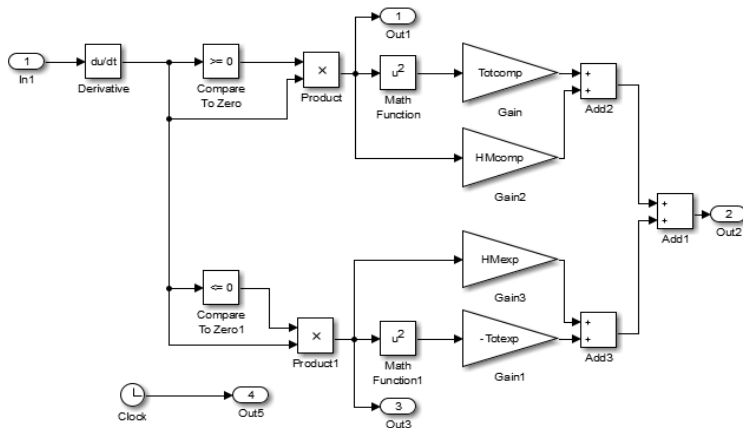 1
Out1
1
In1
du/dt
Derivative
>= 0
Compare
To Zero
×
Product
u²
Math
Function
Totcomp
Gain
+
+
Add2
HMcomp
Gain2
+
+
Add1
2
Out2
HMexp
Gain3
<= 0
Compare
To Zero1
×
Product1
u²
Math
Function1
-Totexp
Gain1
+
+
Add3
Clock
4
Out5
3
Out3